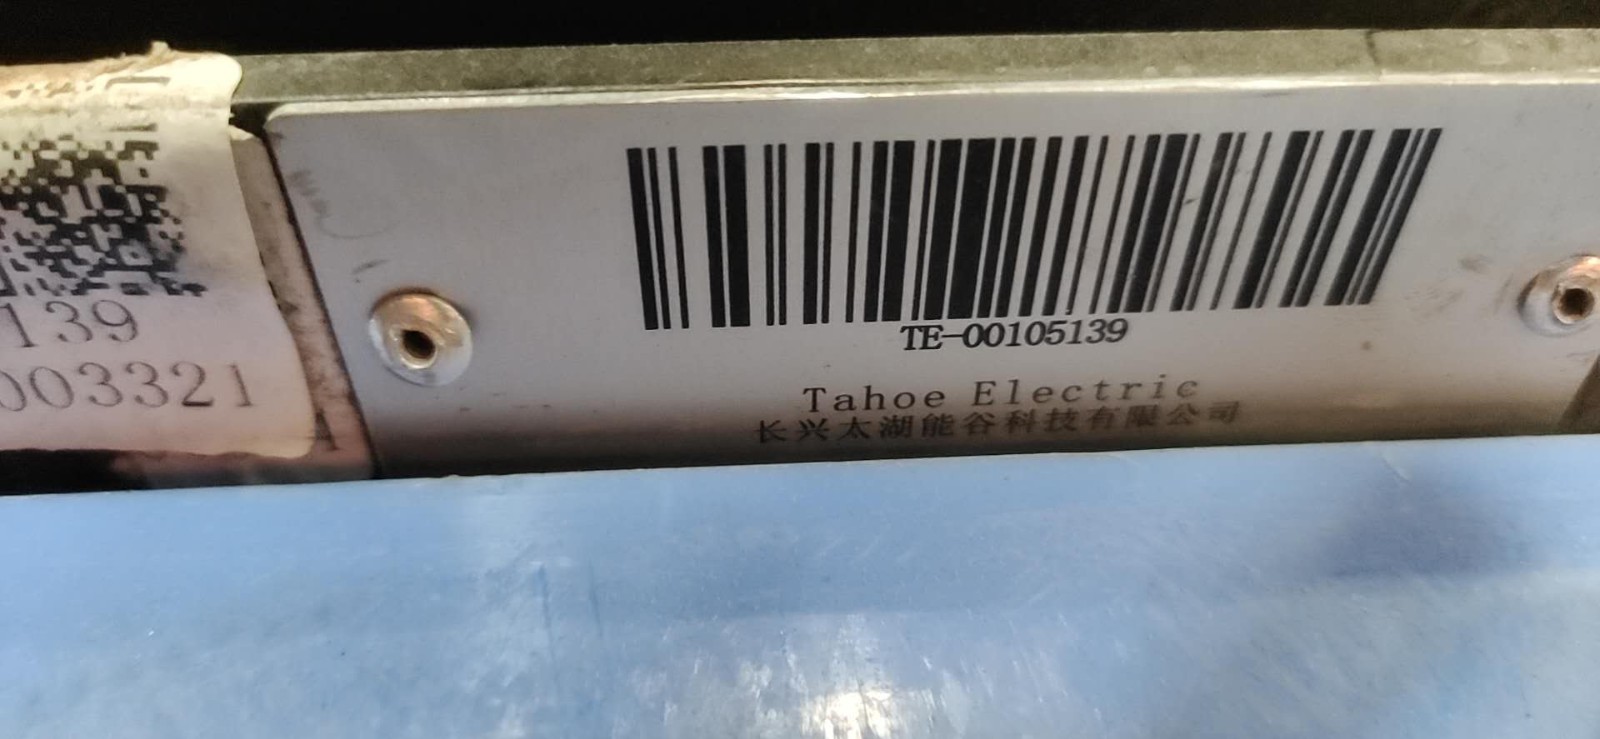 139
003321
TE-00105139
Tahoe Electric
长兴太湖能谷科技有限公司